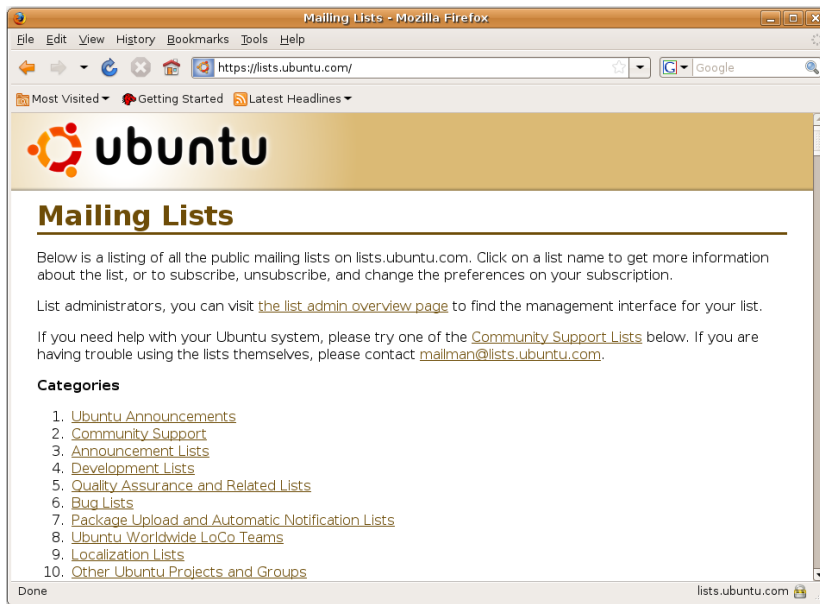 Mailing Lists - Mozilla Firefox
File Edit View History Bookmarks Tools Help
https://lists.ubuntu.com/ G Google
Most Visited Getting Started Latest Headlines
ubuntu
Mailing Lists
Below is a listing of all the public mailing lists on lists.ubuntu.com. Click on a list name to get more information
about the list, or to subscribe, unsubscribe, and change the preferences on your subscription.
List administrators, you can visit the list admin overview page to find the management interface for your list.
If you need help with your Ubuntu system, please try one of the Community Support Lists below. If you are
having trouble using the lists themselves, please contact mailman@lists.ubuntu.com.
Categories
1. Ubuntu Announcements
2. Community Support
3. Announcement Lists
4. Development Lists
5. Quality Assurance and Related Lists
6. Bug Lists
7. Package Upload and Automatic Notification Lists
8. Ubuntu Worldwide LoCo Teams
9. Localization Lists
10. Other Ubuntu Projects and Groups
Done lists.ubuntu.com